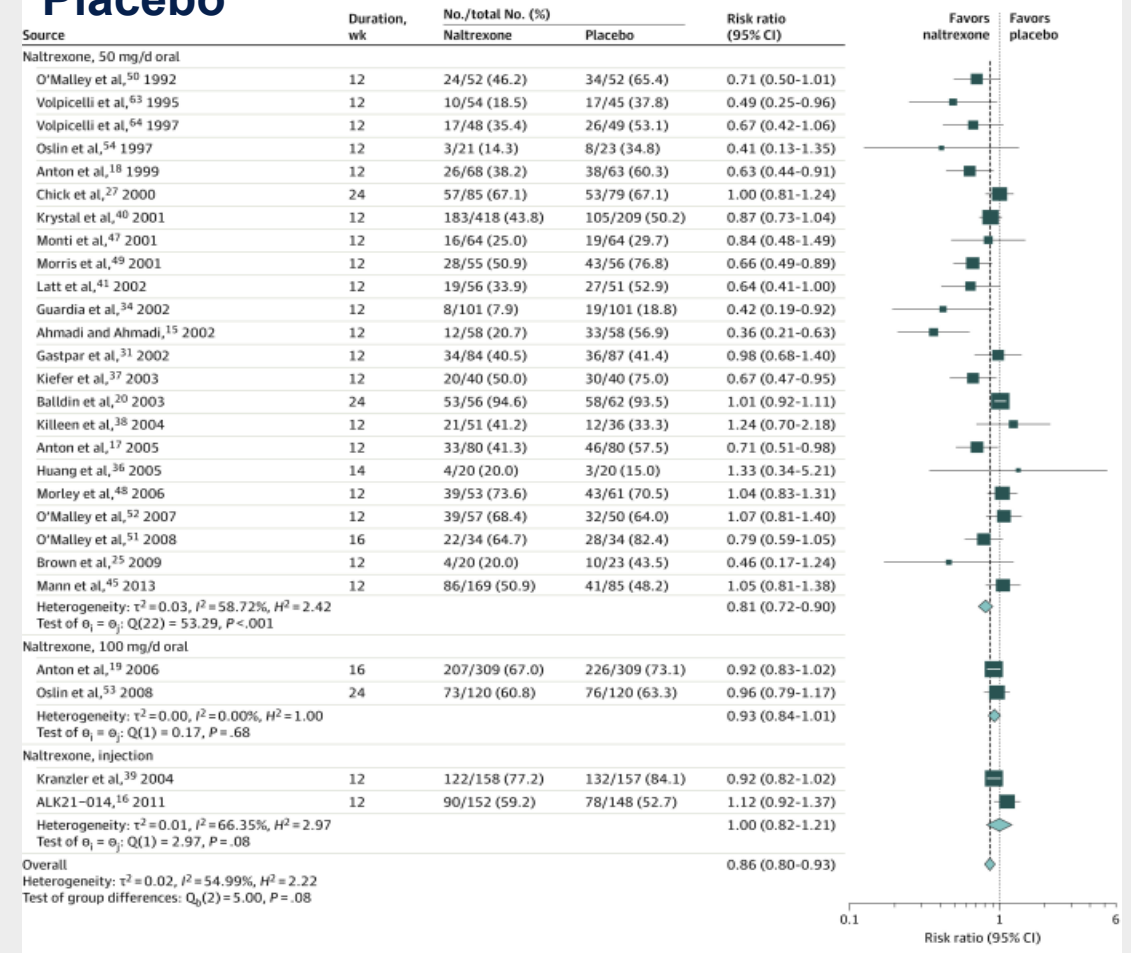 Placebo
Source Duration, wk No./total No. (%) Naltrexone Placebo Risk ratio (95% CI) Favors naltrexone Favors placebo
Naltrexone, 50 mg/d oral
O'Malley et al,50 1992 12 24/52 (46.2) 34/52 (65.4) 0.71 (0.50-1.01)
Volpicelli et al,63 1995 12 10/54 (18.5) 17/45 (37.8) 0.49 (0.25-0.96)
Volpicelli et al,64 1997 12 17/48 (35.4) 26/49 (53.1) 0.67 (0.42-1.06)
Oslin et al,54 1997 12 3/21 (14.3) 8/23 (34.8) 0.41 (0.13-1.35)
Anton et al,18 1999 12 26/68 (38.2) 38/63 (60.3) 0.63 (0.44-0.91)
Chick et al,27 2000 24 57/85 (67.1) 53/79 (67.1) 1.00 (0.81-1.24)
Krystal et al,40 2001 12 183/418 (43.8) 105/209 (50.2) 0.87 (0.73-1.04)
Monti et al,47 2001 12 16/64 (25.0) 19/64 (29.7) 0.84 (0.48-1.49)
Morris et al,49 2001 12 28/55 (50.9) 43/56 (76.8) 0.66 (0.49-0.89)
Latt et al,41 2002 12 19/56 (33.9) 27/51 (52.9) 0.64 (0.41-1.00)
Guardia et al,34 2002 12 8/101 (7.9) 19/101 (18.8) 0.42 (0.19-0.92)
Ahmadi and Ahmadi,15 2002 12 12/58 (20.7) 33/58 (56.9) 0.36 (0.21-0.63)
Gastpar et al,31 2002 12 34/84 (40.5) 36/87 (41.4) 0.98 (0.68-1.40)
Kiefer et al,37 2003 12 20/40 (50.0) 30/40 (75.0) 0.67 (0.47-0.95)
Balldin et al,20 2003 24 53/56 (94.6) 58/62 (93.5) 1.01 (0.92-1.11)
Killeen et al,38 2004 12 21/51 (41.2) 12/36 (33.3) 1.24 (0.70-2.18)
Anton et al,17 2005 12 33/80 (41.3) 46/80 (57.5) 0.71 (0.51-0.98)
Huang et al,36 2005 14 4/20 (20.0) 3/20 (15.0) 1.33 (0.34-5.21)
Morley et al,48 2006 12 39/53 (73.6) 43/61 (70.5) 1.04 (0.83-1.31)
O'Malley et al,52 2007 12 39/57 (68.4) 32/50 (64.0) 1.07 (0.81-1.40)
O'Malley et al,51 2008 16 22/34 (64.7) 28/34 (82.4) 0.79 (0.59-1.05)
Brown et al,25 2009 12 4/20 (20.0) 10/23 (43.5) 0.46 (0.17-1.24)
Mann et al,45 2013 12 86/169 (50.9) 41/85 (48.2) 1.05 (0.81-1.38)
Heterogeneity: τ²=0.03, I²=58.72%, H²=2.42 0.81 (0.72-0.90)
Test of θi = θj: Q(22) = 53.29, P<.001
Naltrexone, 100 mg/d oral
Anton et al,19 2006 16 207/309 (67.0) 226/309 (73.1) 0.92 (0.83-1.02)
Oslin et al,53 2008 24 73/120 (60.8) 76/120 (63.3) 0.96 (0.79-1.17)
Heterogeneity: τ²=0.00, I²=0.00%, H²=1.00 0.93 (0.84-1.01)
Test of θi = θj: Q(1) = 0.17, P=.68
Naltrexone, injection
Kranzler et al,39 2004 12 122/158 (77.2) 132/157 (84.1) 0.92 (0.82-1.02)
ALK21-014,16 2011 12 90/152 (59.2) 78/148 (52.7) 1.12 (0.92-1.37)
Heterogeneity: τ²=0.01, I²=66.35%, H²=2.97 1.00 (0.82-1.21)
Test of θi = θj: Q(1) = 2.97, P=.08
Overall 0.86 (0.80-0.93)
Heterogeneity: τ²=0.02, I²=54.99%, H²=2.22
Test of group differences: Qb(2)=5.00, P=.08
0.1 1 6
Risk ratio (95% CI)